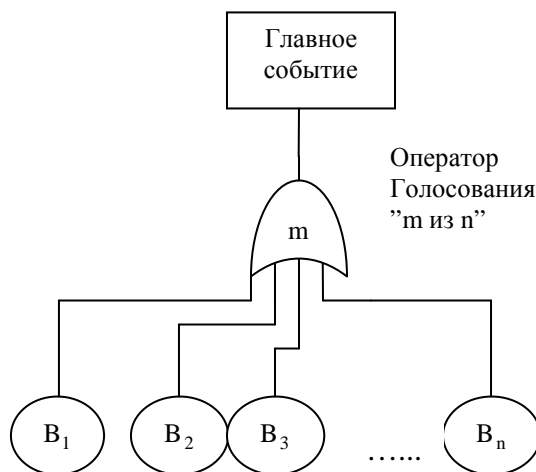 Главное
событие
Оператор
Голосования
”m из n”
m
B1
B2
B3
…...
Bn